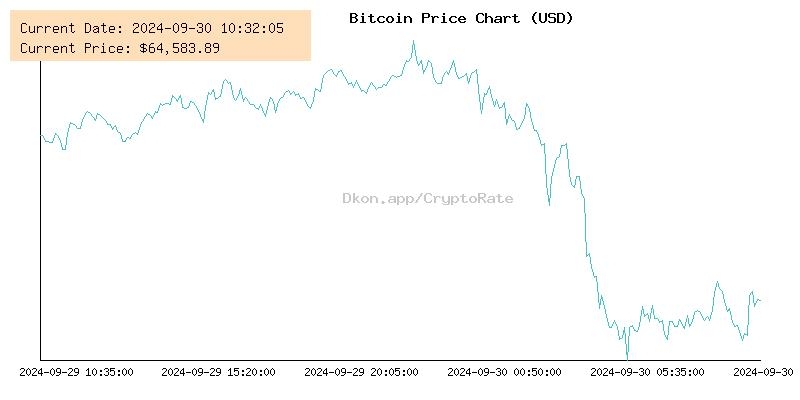 Bitcoin Price Chart (USD)
Current Date: 2024-09-30 10:32:05
Current Price: $64,583.89
Dkon.app/CryptoRate
2024-09-29 10:35:00 2024-09-29 15:20:00 2024-09-29 20:05:00 2024-09-30 00:50:00 2024-09-30 05:35:00 2024-09-30